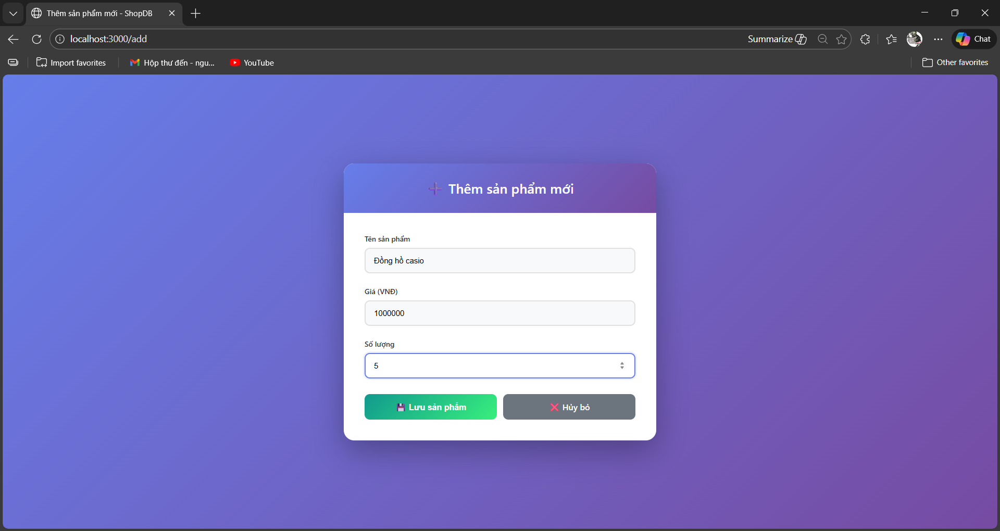 Thêm sản phẩm mới - ShopDB
localhost:3000/add
Summarize
Chat
Import favorites
Hộp thư đến - ngu...
YouTube
Other favorites
➕ Thêm sản phẩm mới
Tên sản phẩm
Đồng hồ casio
Giá (VNĐ)
1000000
Số lượng
5
💾 Lưu sản phẩm
❌ Hủy bỏ